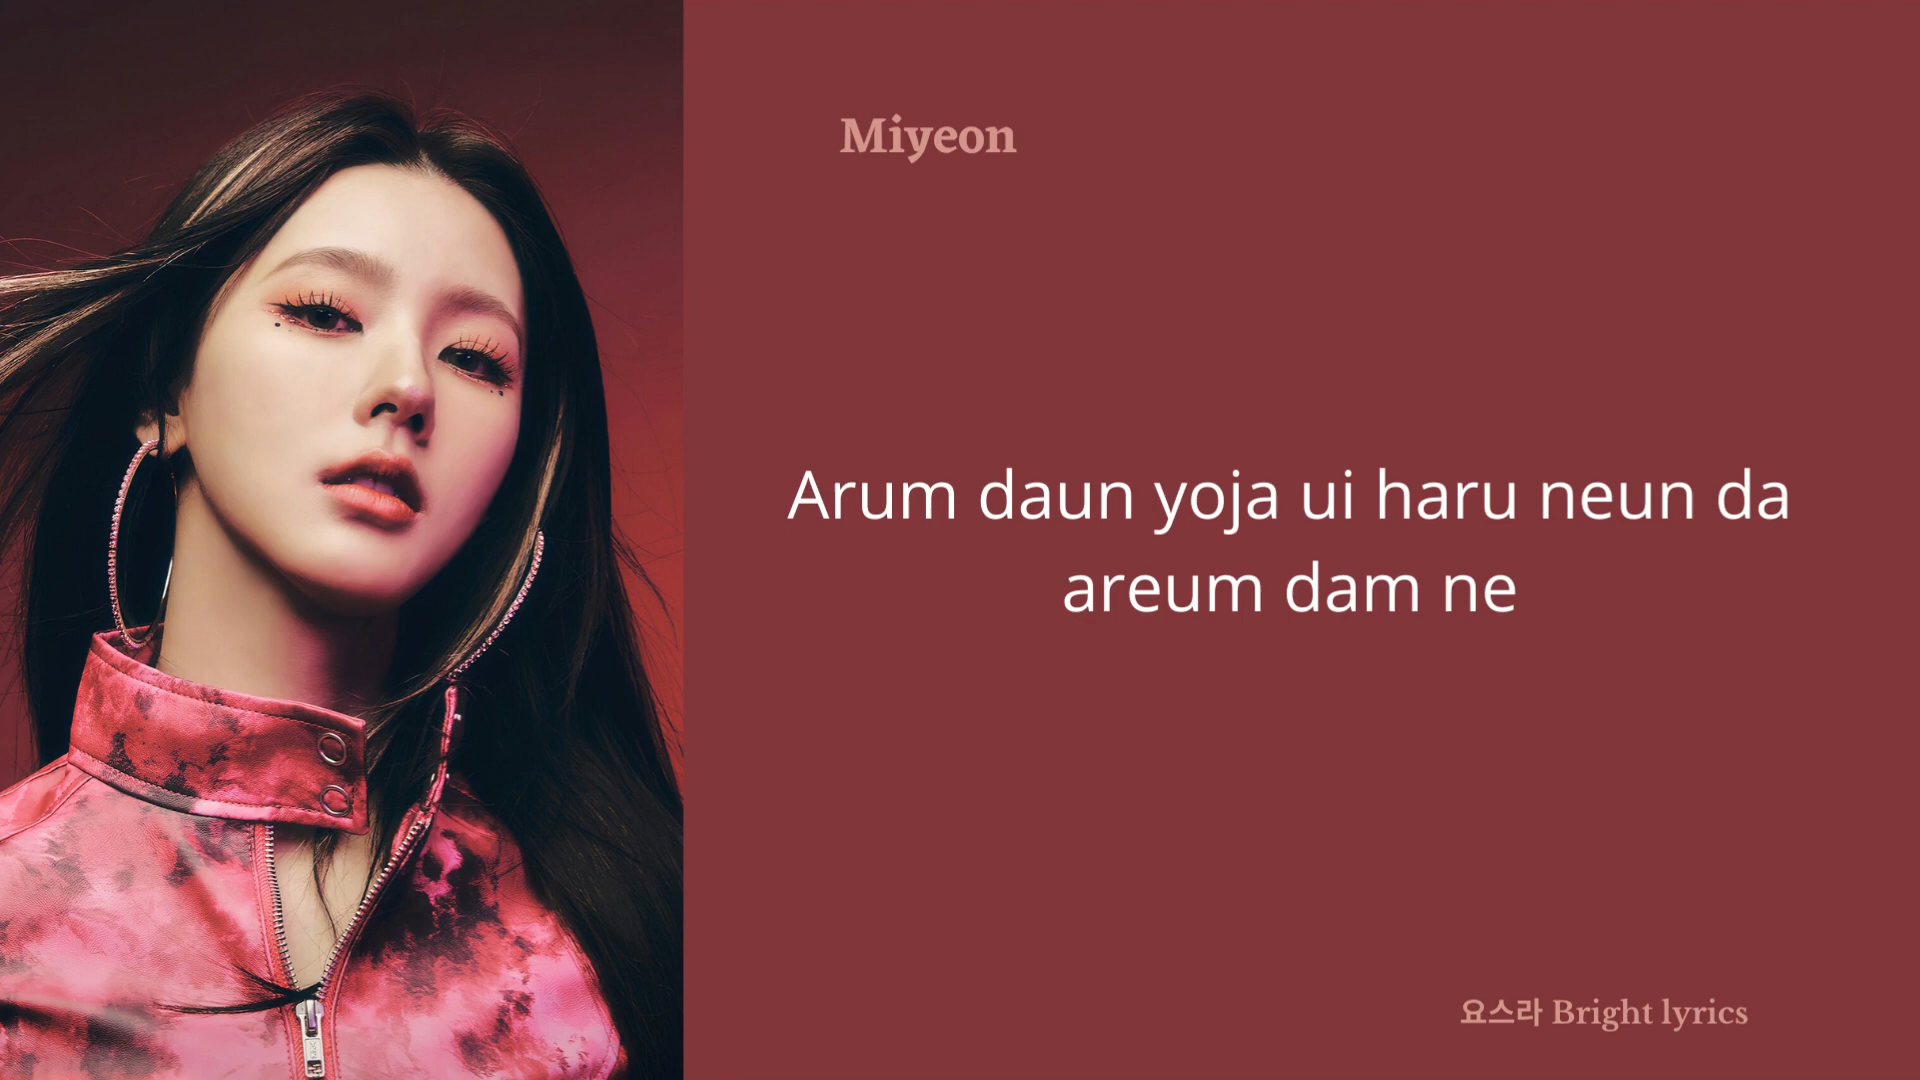 Miyeon
Arum daun yoja ui haru neun da
areum dam ne
요스라 Bright lyrics